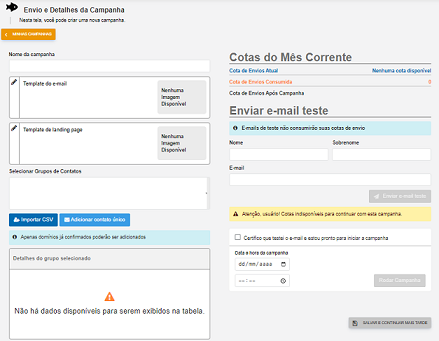 Envio e Detalhes da Campanha
Nesta tela, você pode criar uma nova campanha.
MINHAS CAMPANHAS
Nome da campanha
Template do e-mail
Nenhuma
Imagem
Disponível
Template de landing page
Nenhuma
Imagem
Disponível
Selecionar Grupos de Contatos
Importar CSV
Adicionar contato único
Apenas domínios já confirmados poderão ser adicionados
Detalhes do grupo selecionado
Não há dados disponíveis para serem exibidos na tabela.
Cotas do Mês Corrente
Cota de Envios Atual
Nenhuma cota disponível
Cota de Envios Consumida
0
Cota de Envios Após Campanha
Enviar e-mail teste
E-mails de teste não consumirão suas cotas de envio
Nome
Sobrenome
E-mail
Enviar e-mail teste
Atenção, usuário! Cotas indisponíveis para continuar com esta campanha.
Certifico que testei o e-mail e estou pronto para iniciar a campanha
Data e hora da campanha
dd/mm/aaaa
--:--
Iniciar Campanha
SALVAR E CONTINUAR MAIS TARDE